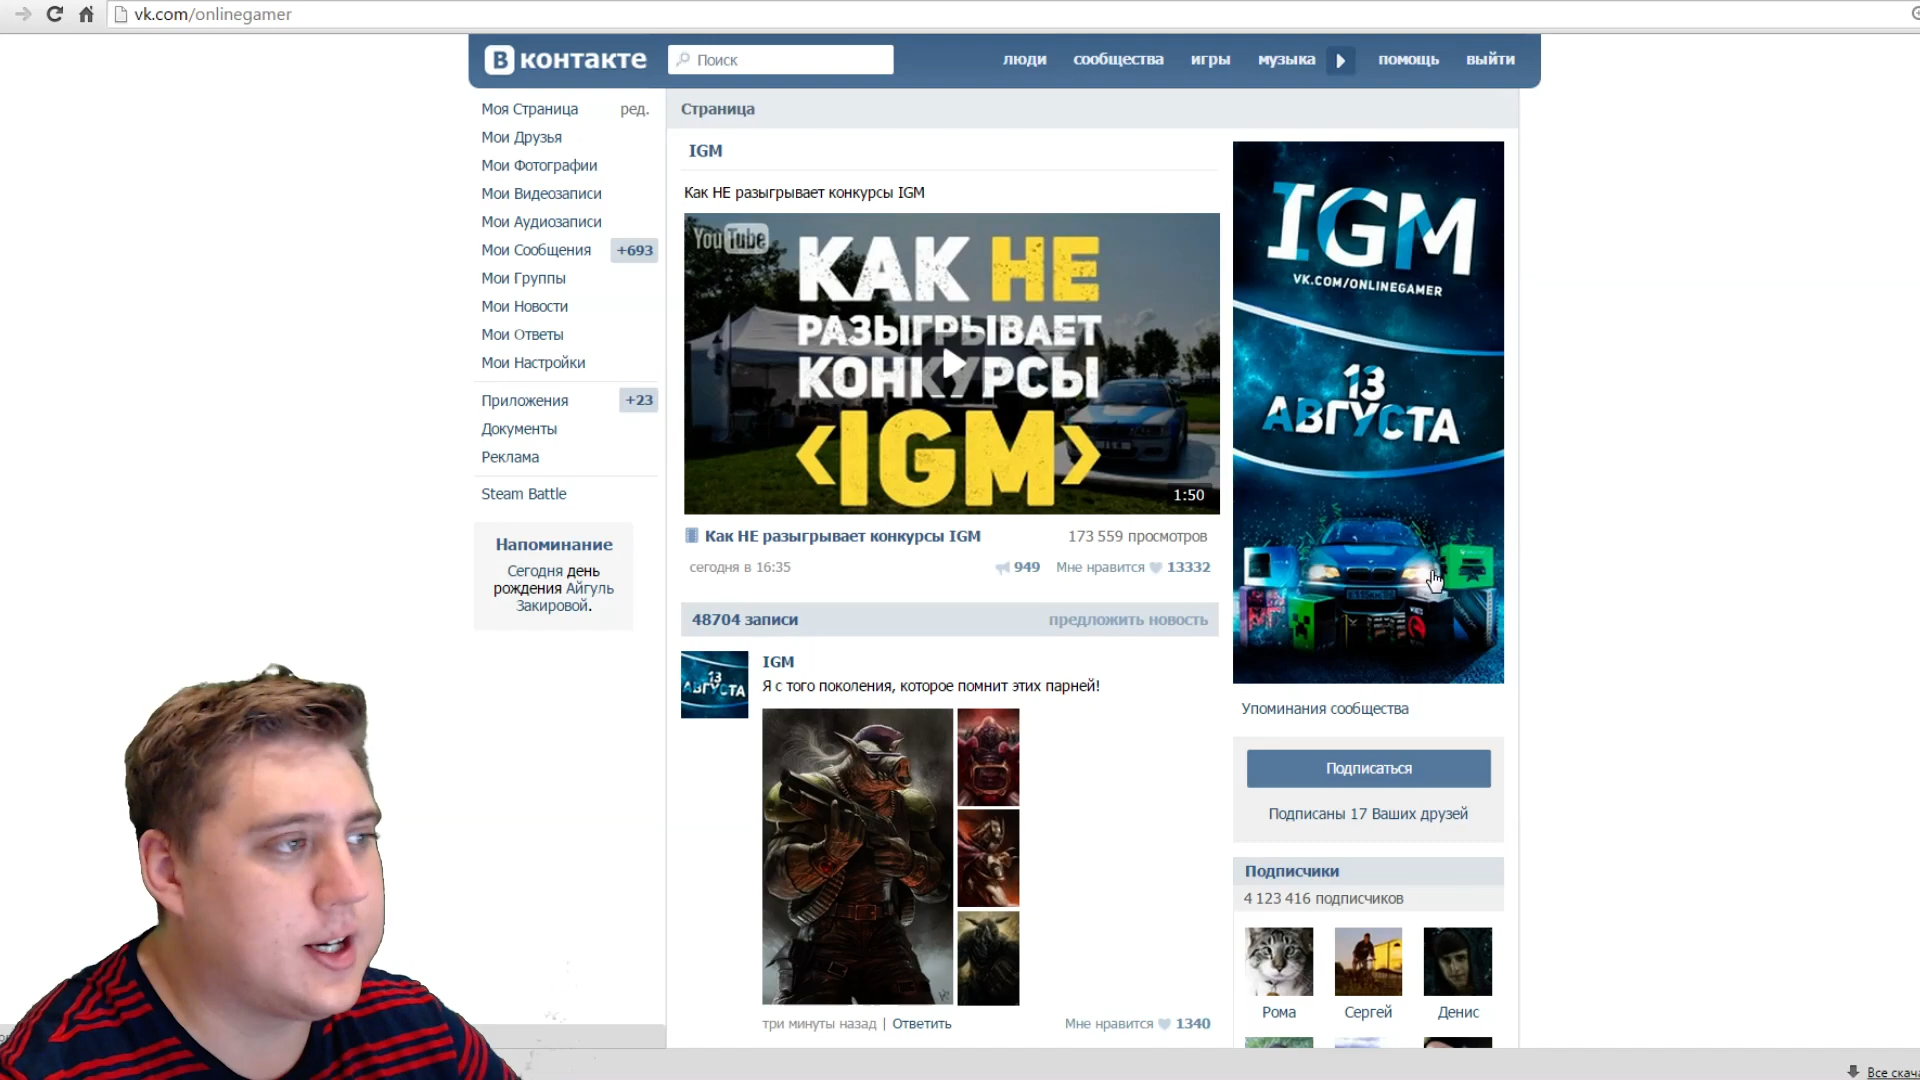 vk.com/onlinegamer
В контакте
Поиск
люди
сообщества
игры
музыка
помощь
выйти
Моя Страница
ред.
Мои Друзья
Мои Фотографии
Мои Видеозаписи
Мои Аудиозаписи
Мои Сообщения
+693
Мои Группы
Мои Новости
Мои Ответы
Мои Настройки
Приложения
+23
Документы
Реклама
Steam Battle
Напоминание
Сегодня день
рождения Айгуль
Закировой.
Страница
IGM
Как НЕ разыгрывает конкурсы IGM
YouTube
КАК НЕ
РАЗЫГРЫВАЕТ
КОНКУРСЫ
<IGM>
1:50
Как НЕ разыгрывает конкурсы IGM
173 559 просмотров
сегодня в 16:35
949
Мне нравится
13332
48704 записи
предложить новость
13
АВГУСТА
IGM
Я с того поколения, которое помнит этих парней!
три минуты назад | Ответить
Мне нравится
1340
IGM
VK.COM/ONLINEGAMER
13
АВГУСТА
Упоминания сообщества
Подписаться
Подписаны 17 Ваших друзей
Подписчики
4 123 416 подписчиков
Рома
Сергей
Денис